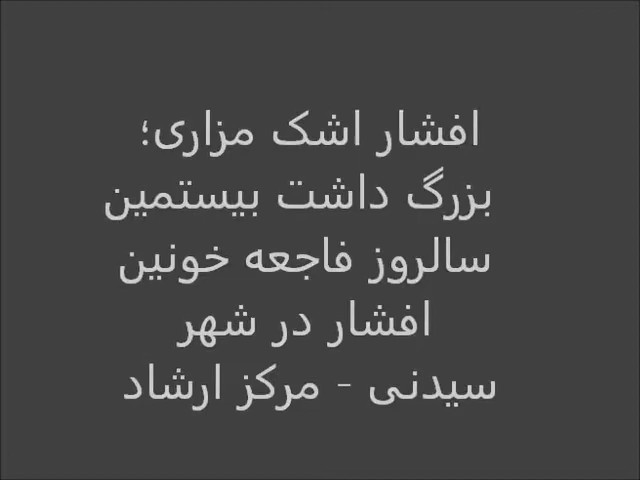 افشار اشک مزاری؛
بزرگ داشت بیستمین
سالروز فاجعه خونین
افشار در شهر
سیدنی - مرکز ارشاد